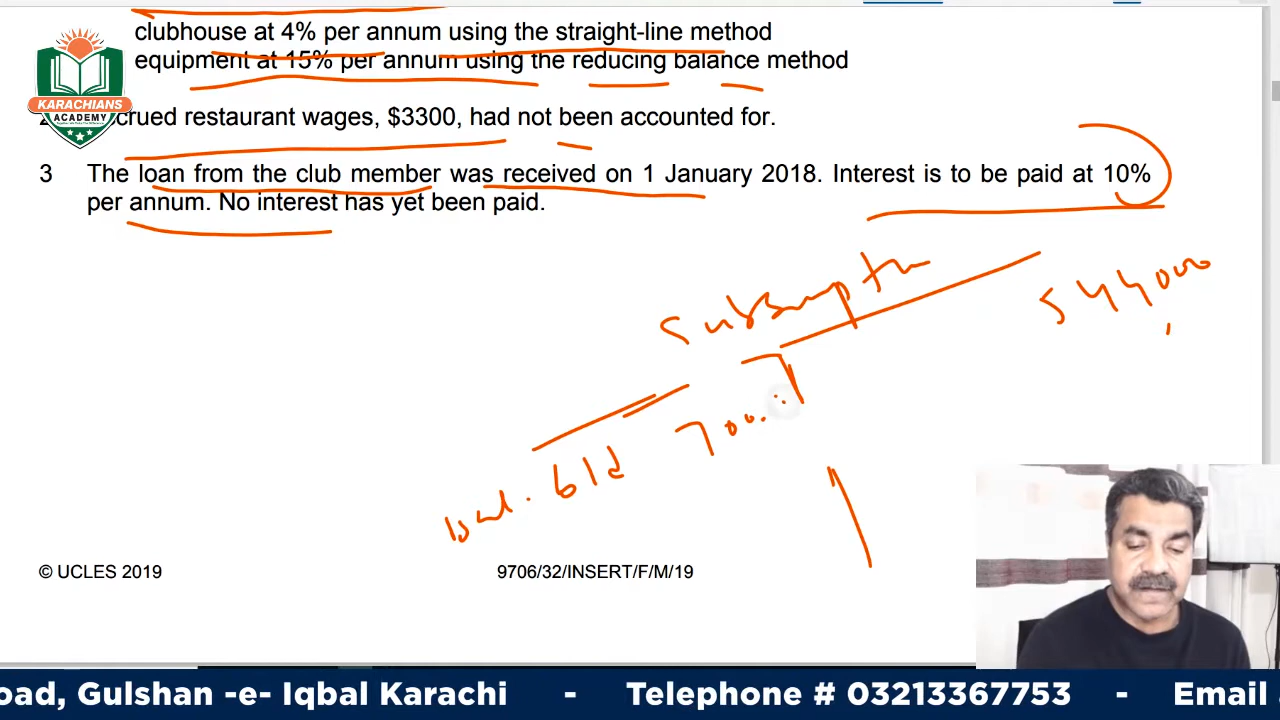 clubhouse at 4% per annum using the straight-line method
equipment at 15% per annum using the reducing balance method
KARACHIANS
ACADEMY
crued restaurant wages, $3300, had not been accounted for.
3 The loan from the club member was received on 1 January 2018. Interest is to be paid at 10%
per annum. No interest has yet been paid.
544000
bal. b/d 700
© UCLES 2019 9706/32/INSERT/F/M/19
oad, Gulshan -e- Iqbal Karachi - Telephone # 03213367753 - Email